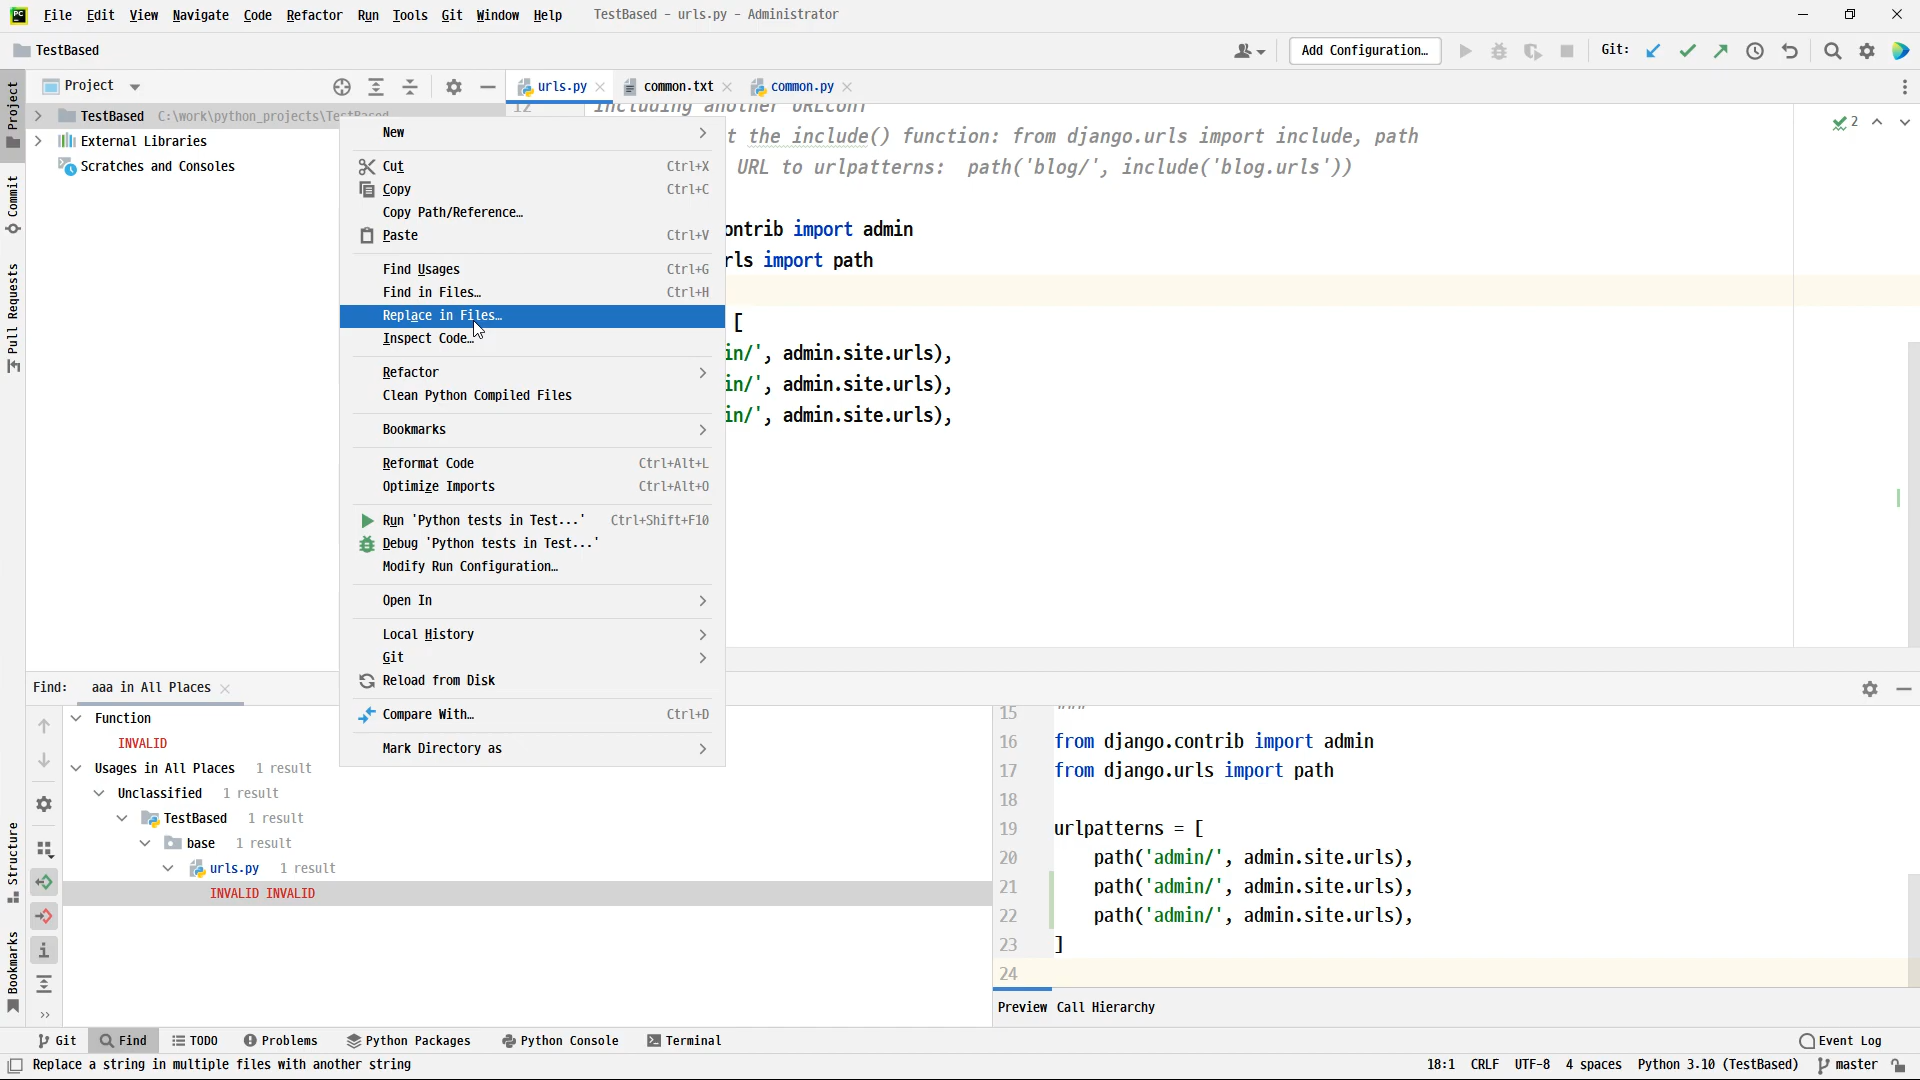 File Edit View Navigate Code Refactor Run Tools Git Window Help TestBased - urls.py - Administrator
TestBased Add Configuration... Git:
Project urls.py common.txt common.py
TestBased C:\work\python_projects\TestBased
External Libraries
Scratches and Consoles
New
Cut Ctrl+X
Copy Ctrl+C
Copy Path/Reference...
Paste Ctrl+V
Find Usages Ctrl+G
Find in Files... Ctrl+H
Replace in Files...
Inspect Code...
Refactor
Clean Python Compiled Files
Bookmarks
Reformat Code Ctrl+Alt+L
Optimize Imports Ctrl+Alt+O
Run 'Python tests in Test...' Ctrl+Shift+F10
Debug 'Python tests in Test...'
Modify Run Configuration...
Open In
Local History
Git
Reload from Disk
Compare With... Ctrl+D
Mark Directory as
12 Including another URLconf
t the include() function: from django.urls import include, path
URL to urlpatterns: path('blog/', include('blog.urls'))
ontrib import admin
rls import path
[
in/', admin.site.urls),
in/', admin.site.urls),
in/', admin.site.urls),
2
Project
Commit
Pull Requests
Structure
Bookmarks
Find: aaa in All Places
Function
INVALID
Usages in All Places 1 result
Unclassified 1 result
TestBased 1 result
base 1 result
urls.py 1 result
INVALID INVALID
15 """
16 from django.contrib import admin
17 from django.urls import path
18
19 urlpatterns = [
20 path('admin/', admin.site.urls),
21 path('admin/', admin.site.urls),
22 path('admin/', admin.site.urls),
23 ]
24
Preview Call Hierarchy
Git Find TODO Problems Python Packages Python Console Terminal Event Log
Replace a string in multiple files with another string 18:1 CRLF UTF-8 4 spaces Python 3.10 (TestBased) master